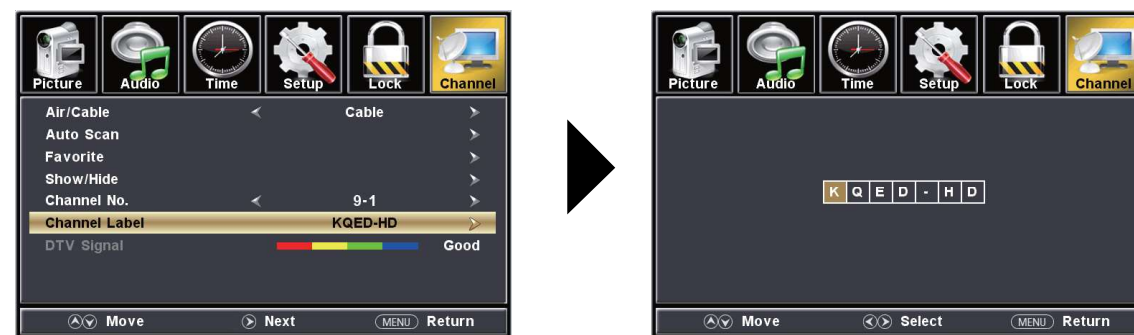 Picture Audio Time Setup Lock Channel
Air/Cable Cable
Auto Scan
Favorite
Show/Hide
Channel No. 9-1
Channel Label KQED-HD
DTV Signal Good
Move Next MENU Return
Picture Audio Time Setup Lock Channel
KQED-HD
Move Select MENU Return